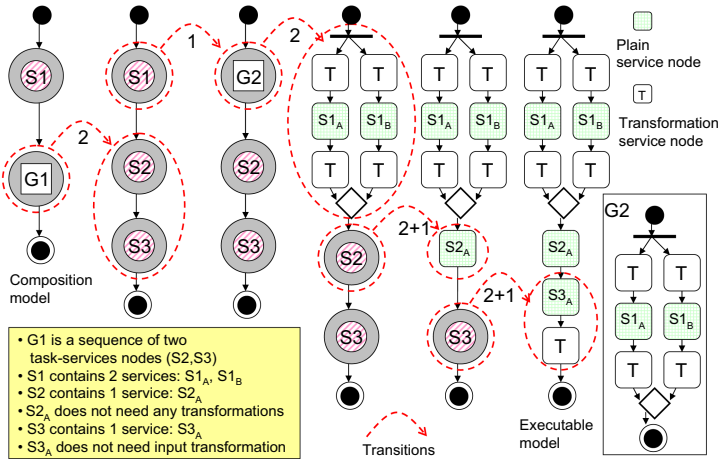 1
2
S1
S1
G2
T
T
T
T
T
T
Plain
service node
S1A
S1B
S1A
S1B
S1A
S1B
T
Transformation
service node
2
G1
S2
S2
T
T
T
T
T
T
G2
S3
S3
S2
2+1
S2A
S2A
T
T
Composition
model
2+1
S3A
S1A
S1B
S3
S3
T
T
T
• G1 is a sequence of two
task-services nodes (S2,S3)
• S1 contains 2 services: S1A, S1B
• S2 contains 1 service: S2A
• S2A does not need any transformations
• S3 contains 1 service: S3A
• S3A does not need input transformation
Transitions
Executable
model